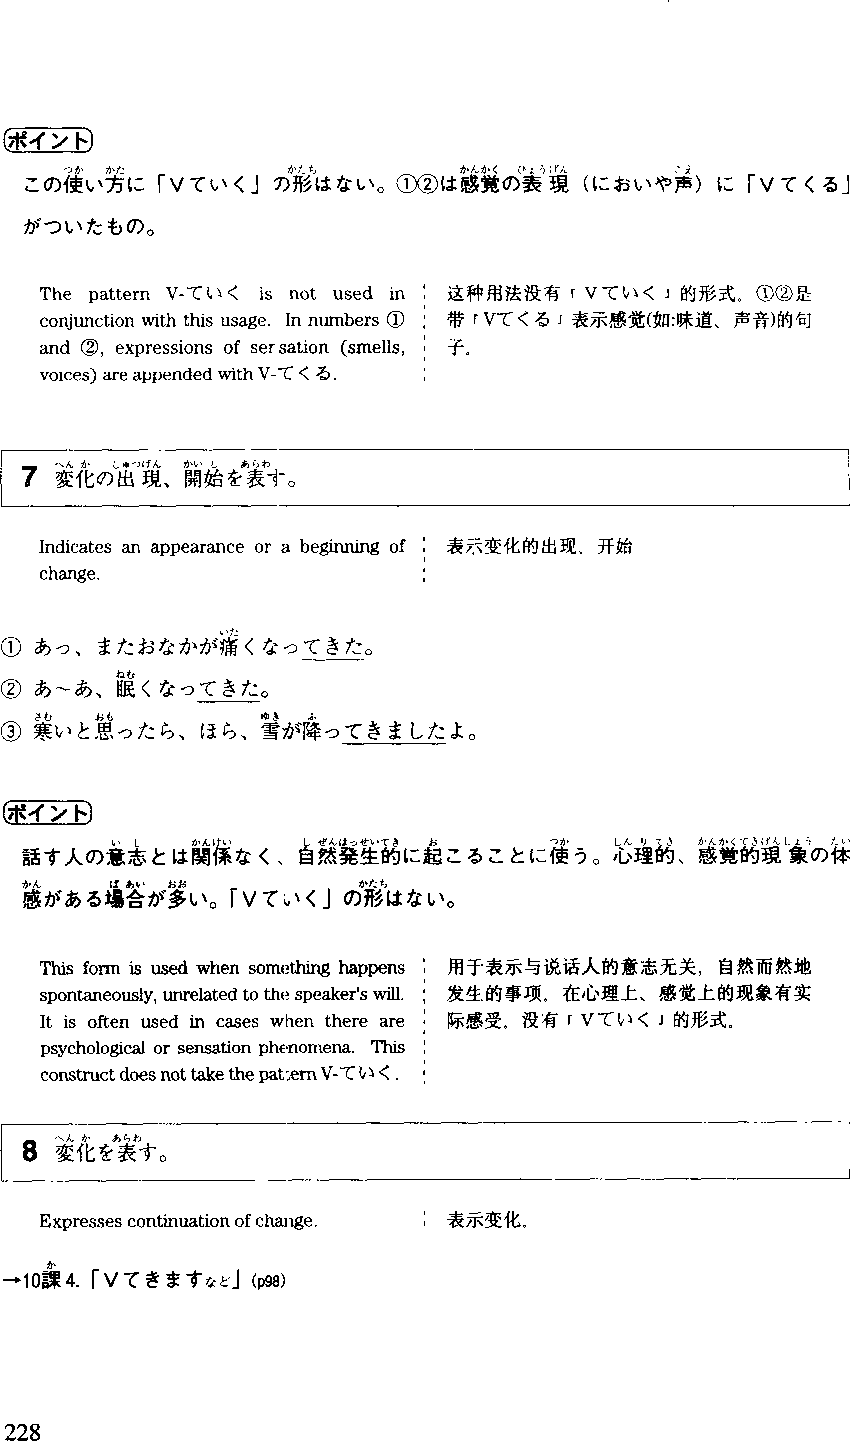 ポイント
この使い方に「Vていく」の形はない。①②は感覚の表現（においや声）に「Vてくる」
がついたもの。
The pattern V-ていく is not used in
conjunction with this usage. In numbers ①
and ②, expressions of sensation (smells,
voices) are appended with V-てくる.
这种用法没有「Vていく」的形式。①②是
带「Vてくる」表示感觉(如:味道、声音)的句
子。
7 変化の出現、開始を表す。
Indicates an appearance or a beginning of
change.
表示变化的出现、开始
① あっ、またおなかが痛くなってきた。
② あ～あ、眠くなってきた。
③ 寒いと思ったら、ほら、雪が降ってきましたよ。
ポイント
話す人の意志とは関係なく、自然発生的に起こることに使う。心理的、感覚的現象の体
感がある場合が多い。「Vていく」の形はない。
This form is used when something happens
spontaneously, unrelated to the speaker's will.
It is often used in cases when there are
psychological or sensation phenomena. This
construct does not take the pattern V-ていく.
用于表示与说话人的意志无关，自然而然地
发生的事项。在心理上、感觉上的现象有实
际感受。没有「Vていく」的形式。
8 変化を表す。
Expresses continuation of change.
表示变化。
→10課4.「Vてきますなど」(p98)
228